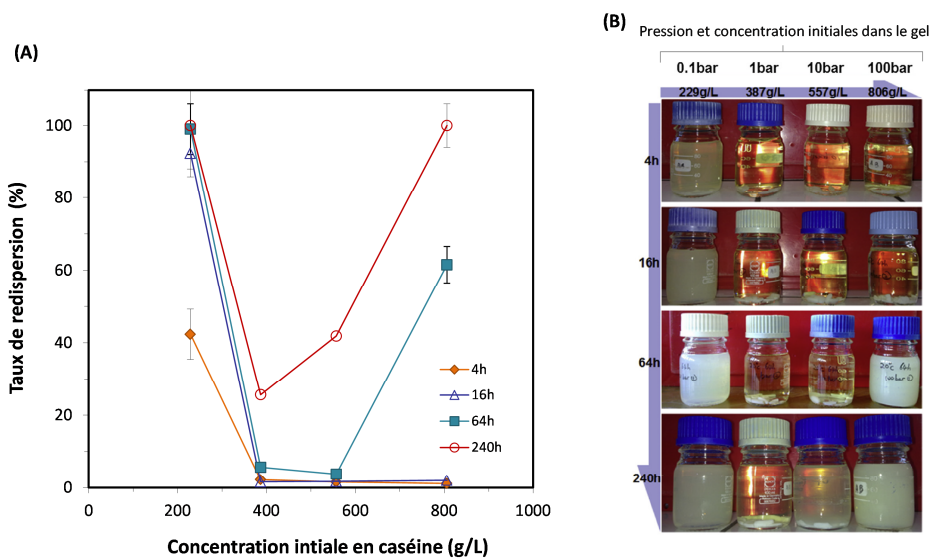 (A)
Taux de redispersion (%)
100
80
60
40
20
0
0
200
400
600
800
1000
Concentration intiale en caséine (g/L)
4h
16h
64h
240h
(B)
Pression et concentration initiales dans le gel
0.1bar 1bar 10bar 100bar
229g/L 387g/L 557g/L 806g/L
4h
16h
64h
240h